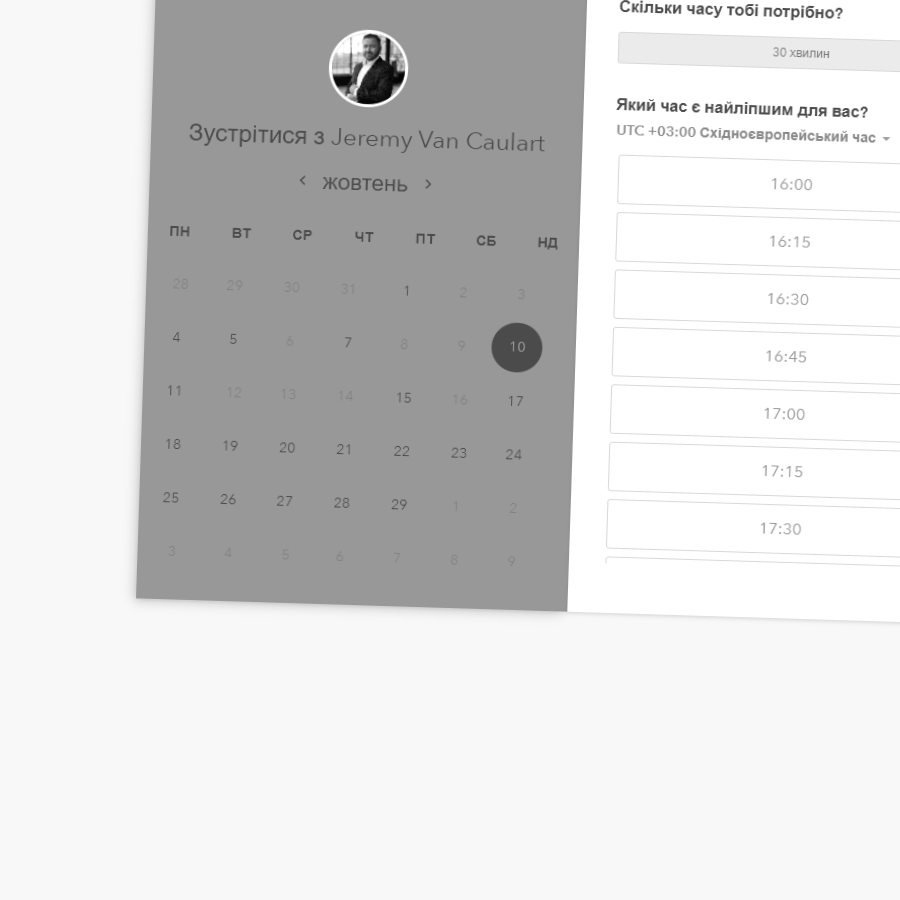 Зустрітися з Jeremy Van Caulart
жовтень
ПН ВТ СР ЧТ ПТ СБ НД
28 29 30 31 1 2 3
4 5 6 7 8 9 10
11 12 13 14 15 16 17
18 19 20 21 22 23 24
25 26 27 28 29 1 2
3 4 5 6 7 8 9
Скільки часу тобі потрібно?
30 хвилин
Який час є найліпшим для вас?
UTC +03:00 Східноєвропейський час
16:00
16:15
16:30
16:45
17:00
17:15
17:30